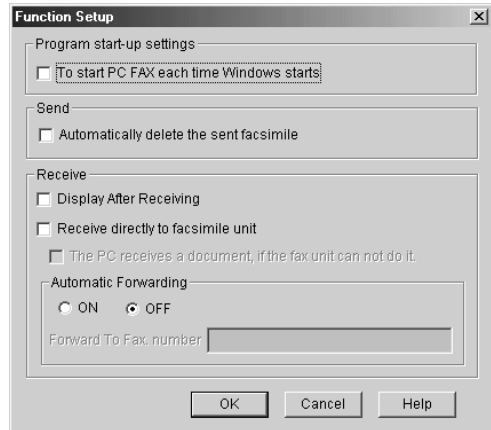 Function Setup
Program start-up settings
To start PC FAX each time Windows starts
Send
Automatically delete the sent facsimile
Receive
Display After Receiving
Receive directly to facsimile unit
The PC receives a document, if the fax unit can not do it.
Automatic Forwarding
ON OFF
Forward To Fax. number
OK Cancel Help